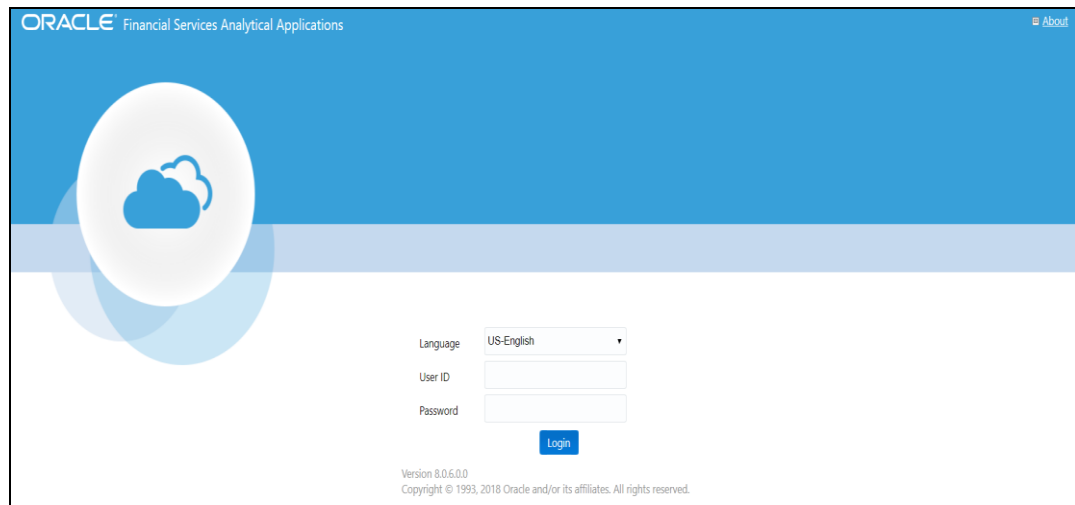 ORACLE® Financial Services Analytical Applications
About
Language US-English
User ID
Password
Login
Version 8.0.6.0.0
Copyright © 1993, 2018 Oracle and/or its affiliates. All rights reserved.